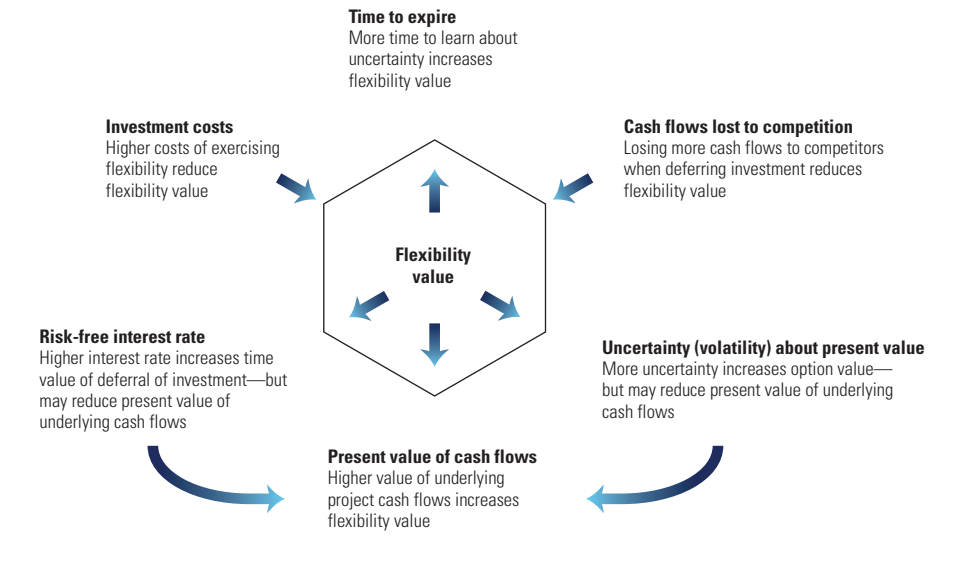 Time to expire
More time to learn about
uncertainty increases
flexibility value
Investment costs
Higher costs of exercising
flexibility reduce
flexibility value
Cash flows lost to competition
Losing more cash flows to competitors
when deferring investment reduces
flexibility value
Flexibility
value
Risk-free interest rate
Higher interest rate increases time
value of deferral of investment—but
may reduce present value of
underlying cash flows
Uncertainty (volatility) about present value
More uncertainty increases option value—
but may reduce present value of underlying
cash flows
Present value of cash flows
Higher value of underlying
project cash flows increases
flexibility value